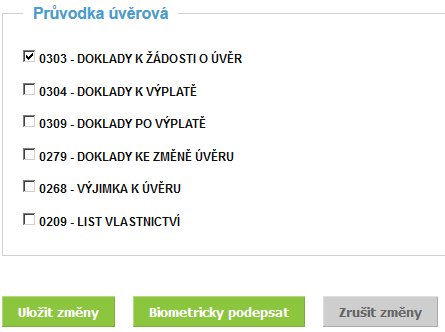 Průvodka úvěrová
0303 - DOKLADY K ŽÁDOSTI O ÚVĚR
0304 - DOKLADY K VÝPLATĚ
0309 - DOKLADY PO VÝPLATĚ
0279 - DOKLADY KE ZMĚNĚ ÚVĚRU
0268 - VÝJIMKA K ÚVĚRU
0209 - LIST VLASTNICTVÍ
Uložit změny Biometricky podepsat Zrušit změny